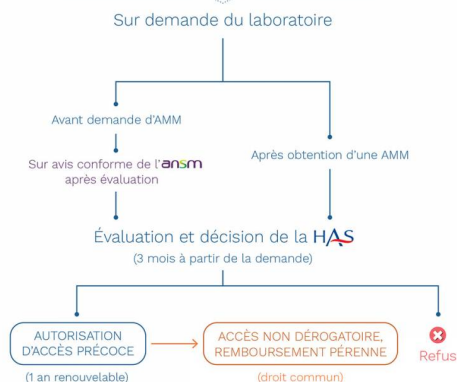 Sur demande du laboratoire
Avant demande d'AMM
Sur avis conforme de l'ansm
après évaluation
Après obtention d'une AMM
Évaluation et décision de la HAS
(3 mois à partir de la demande)
AUTORISATION
D'ACCÈS PRÉCOCE
(1 an renouvelable)
ACCÈS NON DÉROGATOIRE,
REMBOURSEMENT PÉRENNE
(droit commun)
Refus